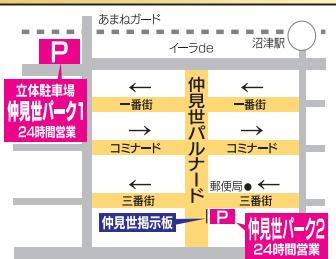 あまねガード
イーラde
沼津駅
P
立体駐車場
仲見世パーク1
24時間営業
仲見世パルナード
←
一番街
←
一番街
→
コミナード
→
コミナード
←
三番街
郵便局●
←
三番街
仲見世掲示板
P
仲見世パーク2
24時間営業